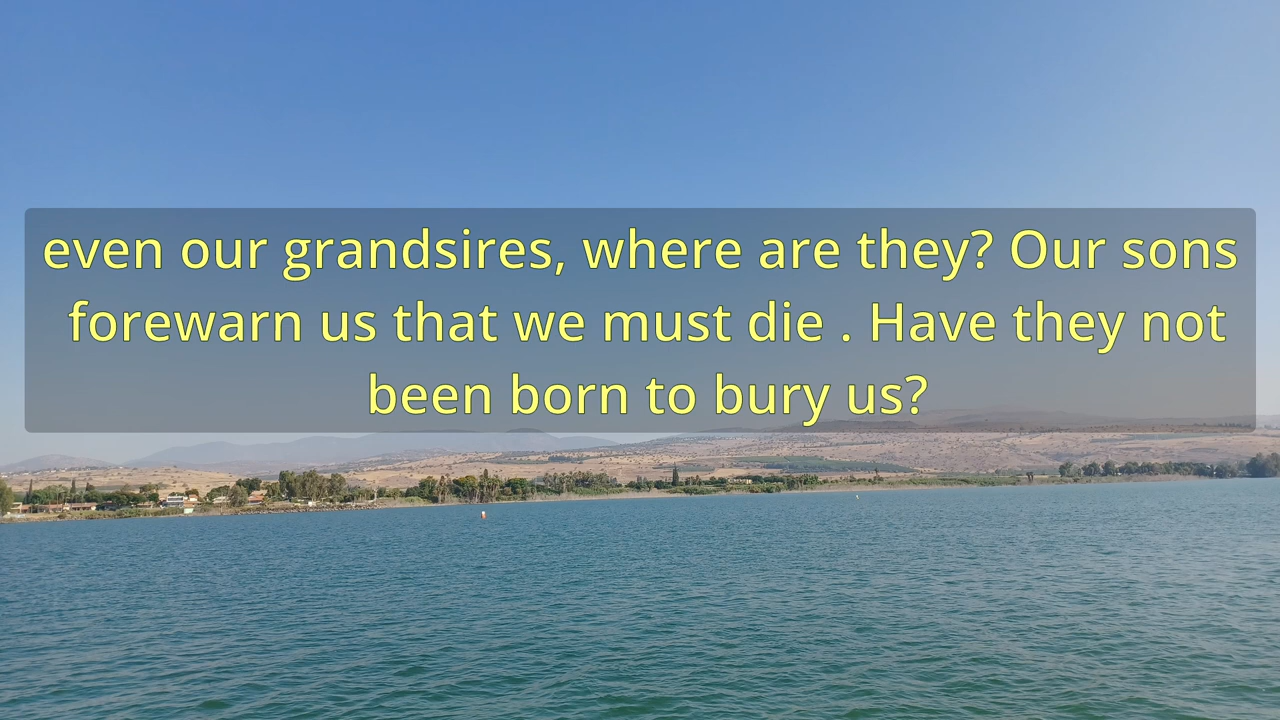 even our grandsires, where are they? Our sons
forewarn us that we must die . Have they not
been born to bury us?